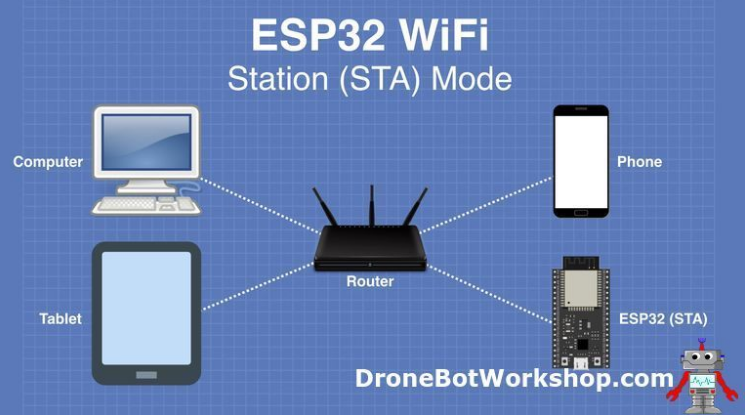 ESP32 WiFi
Station (STA) Mode
Computer
Phone
Router
Tablet
ESP32 (STA)
DroneBotWorkshop.com